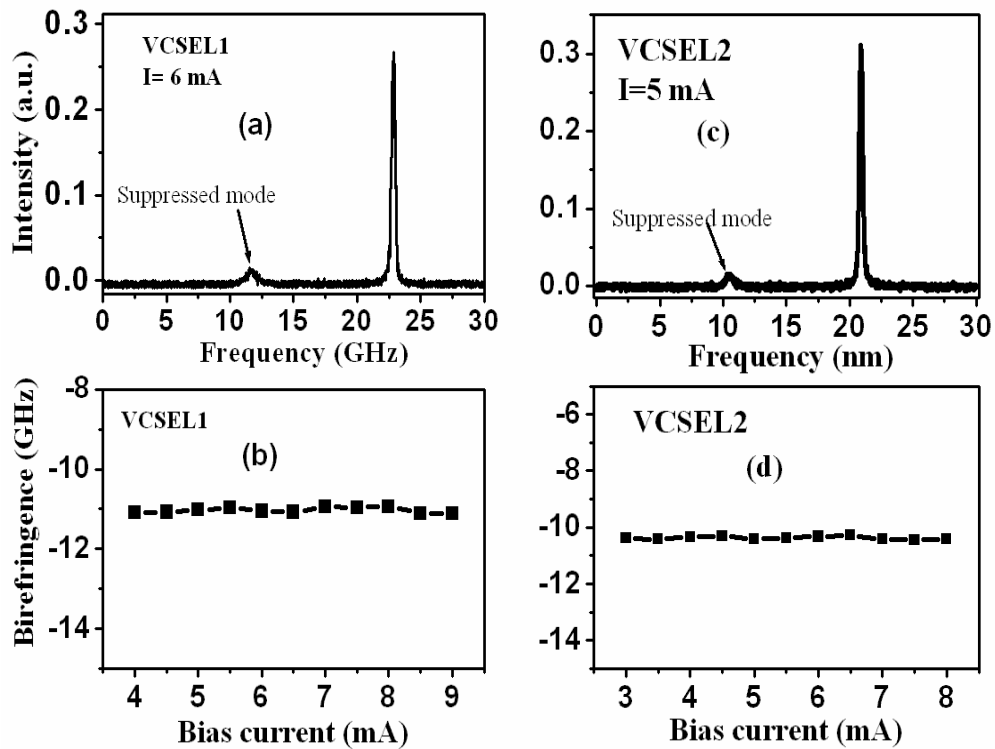 VCSEL1
I= 6 mA
(a)
Suppressed mode
Intensity (a.u.)
0.3
0.2
0.1
0.0
0 5 10 15 20 25 30
Frequency (GHz)
VCSEL2
I=5 mA
(c)
Suppressed mode
0.3
0.2
0.1
0.0
0 5 10 15 20 25 30
Frequency (nm)
VCSEL1
(b)
Birefringence (GHz)
-8
-10
-12
-14
4 5 6 7 8 9
Bias current (mA)
VCSEL2
(d)
-6
-8
-10
-12
-14
3 4 5 6 7 8
Bias current (mA)